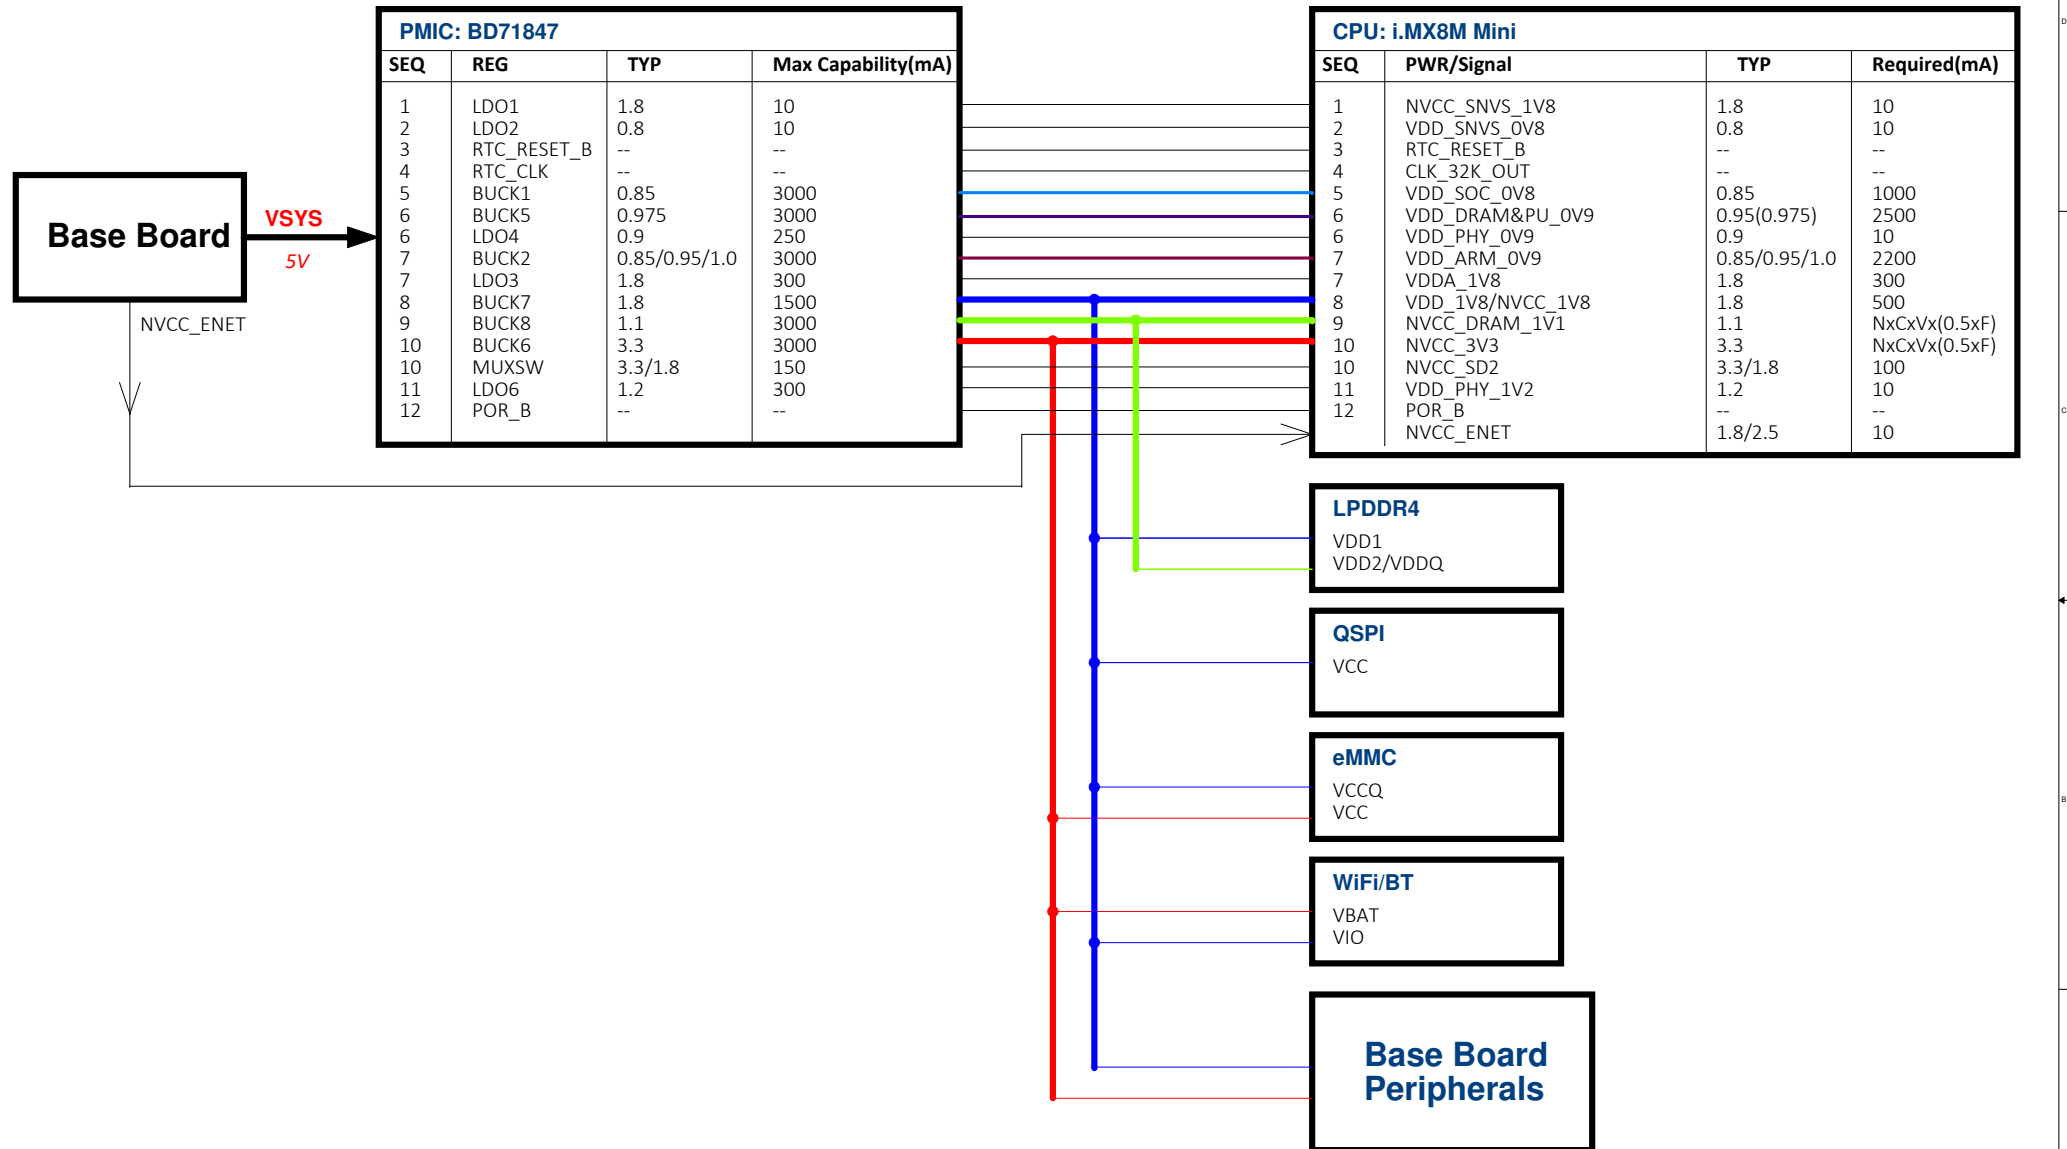 PMIC: BD71847
SEQ REG TYP Max Capability(mA)
1 LDO1 1.8 10
2 LDO2 0.8 10
3 RTC_RESET_B -- --
4 RTC_CLK -- --
5 BUCK1 0.85 3000
6 BUCK5 0.975 3000
6 LDO4 0.9 250
7 BUCK2 0.85/0.95/1.0 3000
7 LDO3 1.8 300
8 BUCK7 1.8 1500
9 BUCK8 1.1 3000
10 BUCK6 3.3 3000
10 MUXSW 3.3/1.8 150
11 LDO6 1.2 300
12 POR_B -- --
CPU: i.MX8M Mini
SEQ PWR/Signal TYP Required(mA)
1 NVCC_SNVS_1V8 1.8 10
2 VDD_SNVS_0V8 0.8 10
3 RTC_RESET_B -- --
4 CLK_32K_OUT -- --
5 VDD_SOC_0V8 0.85 1000
6 VDD_DRAM&PU_0V9 0.95(0.975) 2500
6 VDD_PHY_0V9 0.9 10
7 VDD_ARM_0V9 0.85/0.95/1.0 2200
7 VDDA_1V8 1.8 300
8 VDD_1V8/NVCC_1V8 1.8 500
9 NVCC_DRAM_1V1 1.1 NxCxVx(0.5xF)
10 NVCC_3V3 3.3 NxCxVx(0.5xF)
10 NVCC_SD2 3.3/1.8 100
11 VDD_PHY_1V2 1.2 10
12 POR_B -- --
NVCC_ENET 1.8/2.5 10
Base Board
VSYS
5V
NVCC_ENET
LPDDR4
VDD1
VDD2/VDDQ
QSPI
VCC
eMMC
VCCQ
VCC
WiFi/BT
VBAT
VIO
Base Board
Peripherals
D
C
B